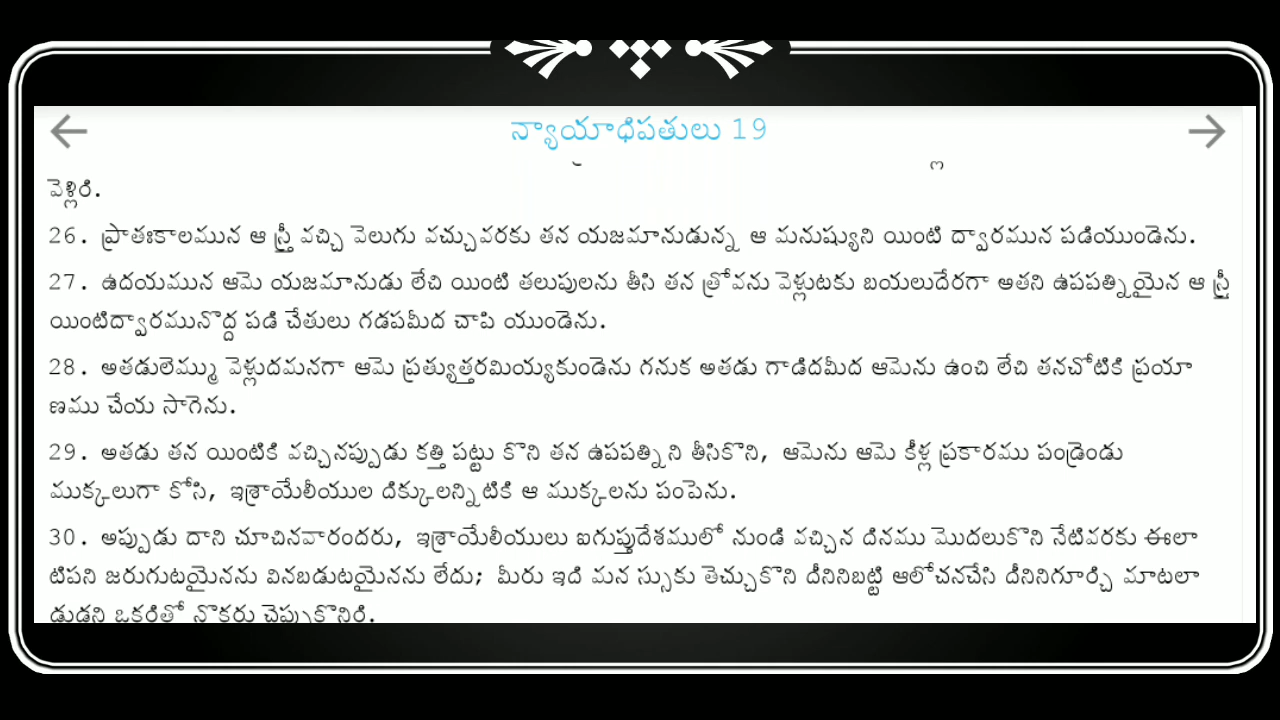 న్యాయాధిపతులు 19
వెళ్లిరి.
26. ప్రాతఃకాలమున ఆ స్త్రీ వచ్చి వెలుగు వచ్చువరకు తన యజమానుడున్న ఆ మనుష్యుని యింటి ద్వారమున పడియుండెను.
27. ఉదయమున ఆమె యజమానుడు లేచి యింటి తలుపులను తీసి తన త్రోవను వెళ్లుటకు బయలుదేరగా అతని ఉపపత్నియైన ఆ స్త్రీ
యింటిద్వారమునొద్ద పడి చేతులు గడపమీద చాపి యుండెను.
28. అతడులెమ్ము వెళ్లుదమనగా ఆమె ప్రత్యుత్తరమియ్యకుండెను గనుక అతడు గాడిదమీద ఆమెను ఉంచి లేచి తనచోటికి ప్రయా
ణము చేయ సాగెను.
29. అతడు తన యింటికి వచ్చినప్పుడు కత్తి పట్టు కొని తన ఉపపత్నిని తీసికొని, ఆమెను ఆమె కీళ్ల ప్రకారము పండ్రెండు
ముక్కలుగా కోసి, ఇశ్రాయేలీయుల దిక్కులన్నిటికి ఆ ముక్కలను పంపెను.
30. అప్పుడు దాని చూచినవారందరు, ఇశ్రాయేలీయులు ఐగుప్తుదేశములో నుండి వచ్చిన దినము మొదలుకొని నేటివరకు ఈలా
టిపని జరుగుటయైనను వినబడుటయైనను లేదు; మీరు ఇది మన స్సుకు తెచ్చుకొని దీనినిబట్టి ఆలోచనచేసి దీనినిగూర్చి మాటలా
డుడని ఒకరితో నొకరు చెప్పుకొనిరి.